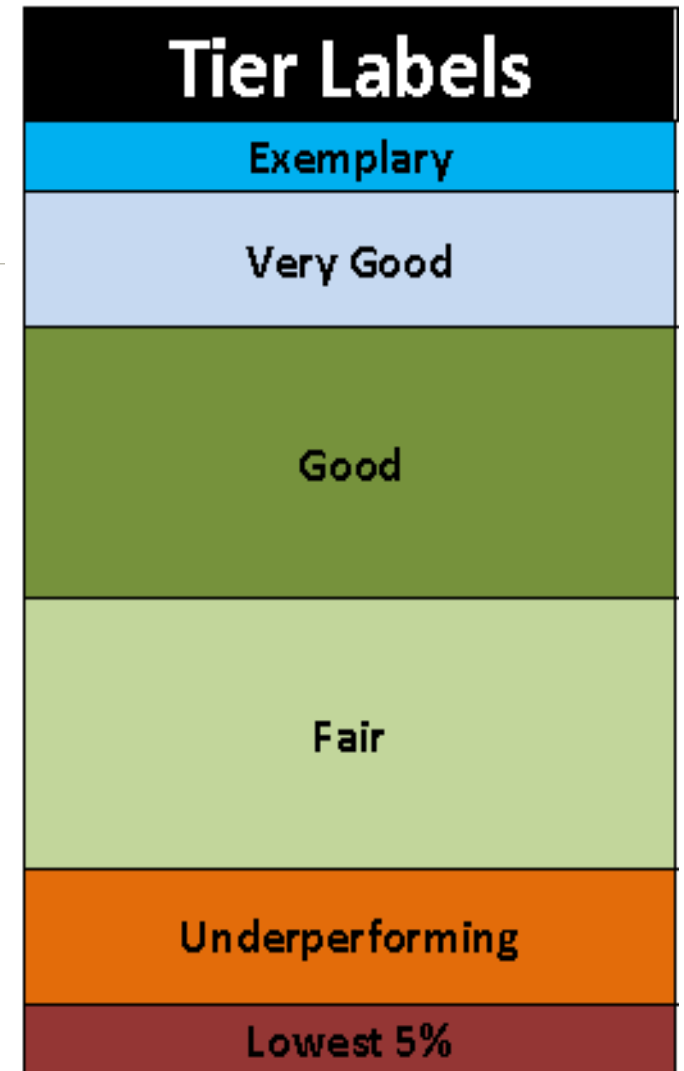 Tier Labels
Exemplary
Very Good
Good
Fair
Underperforming
Lowest 5%